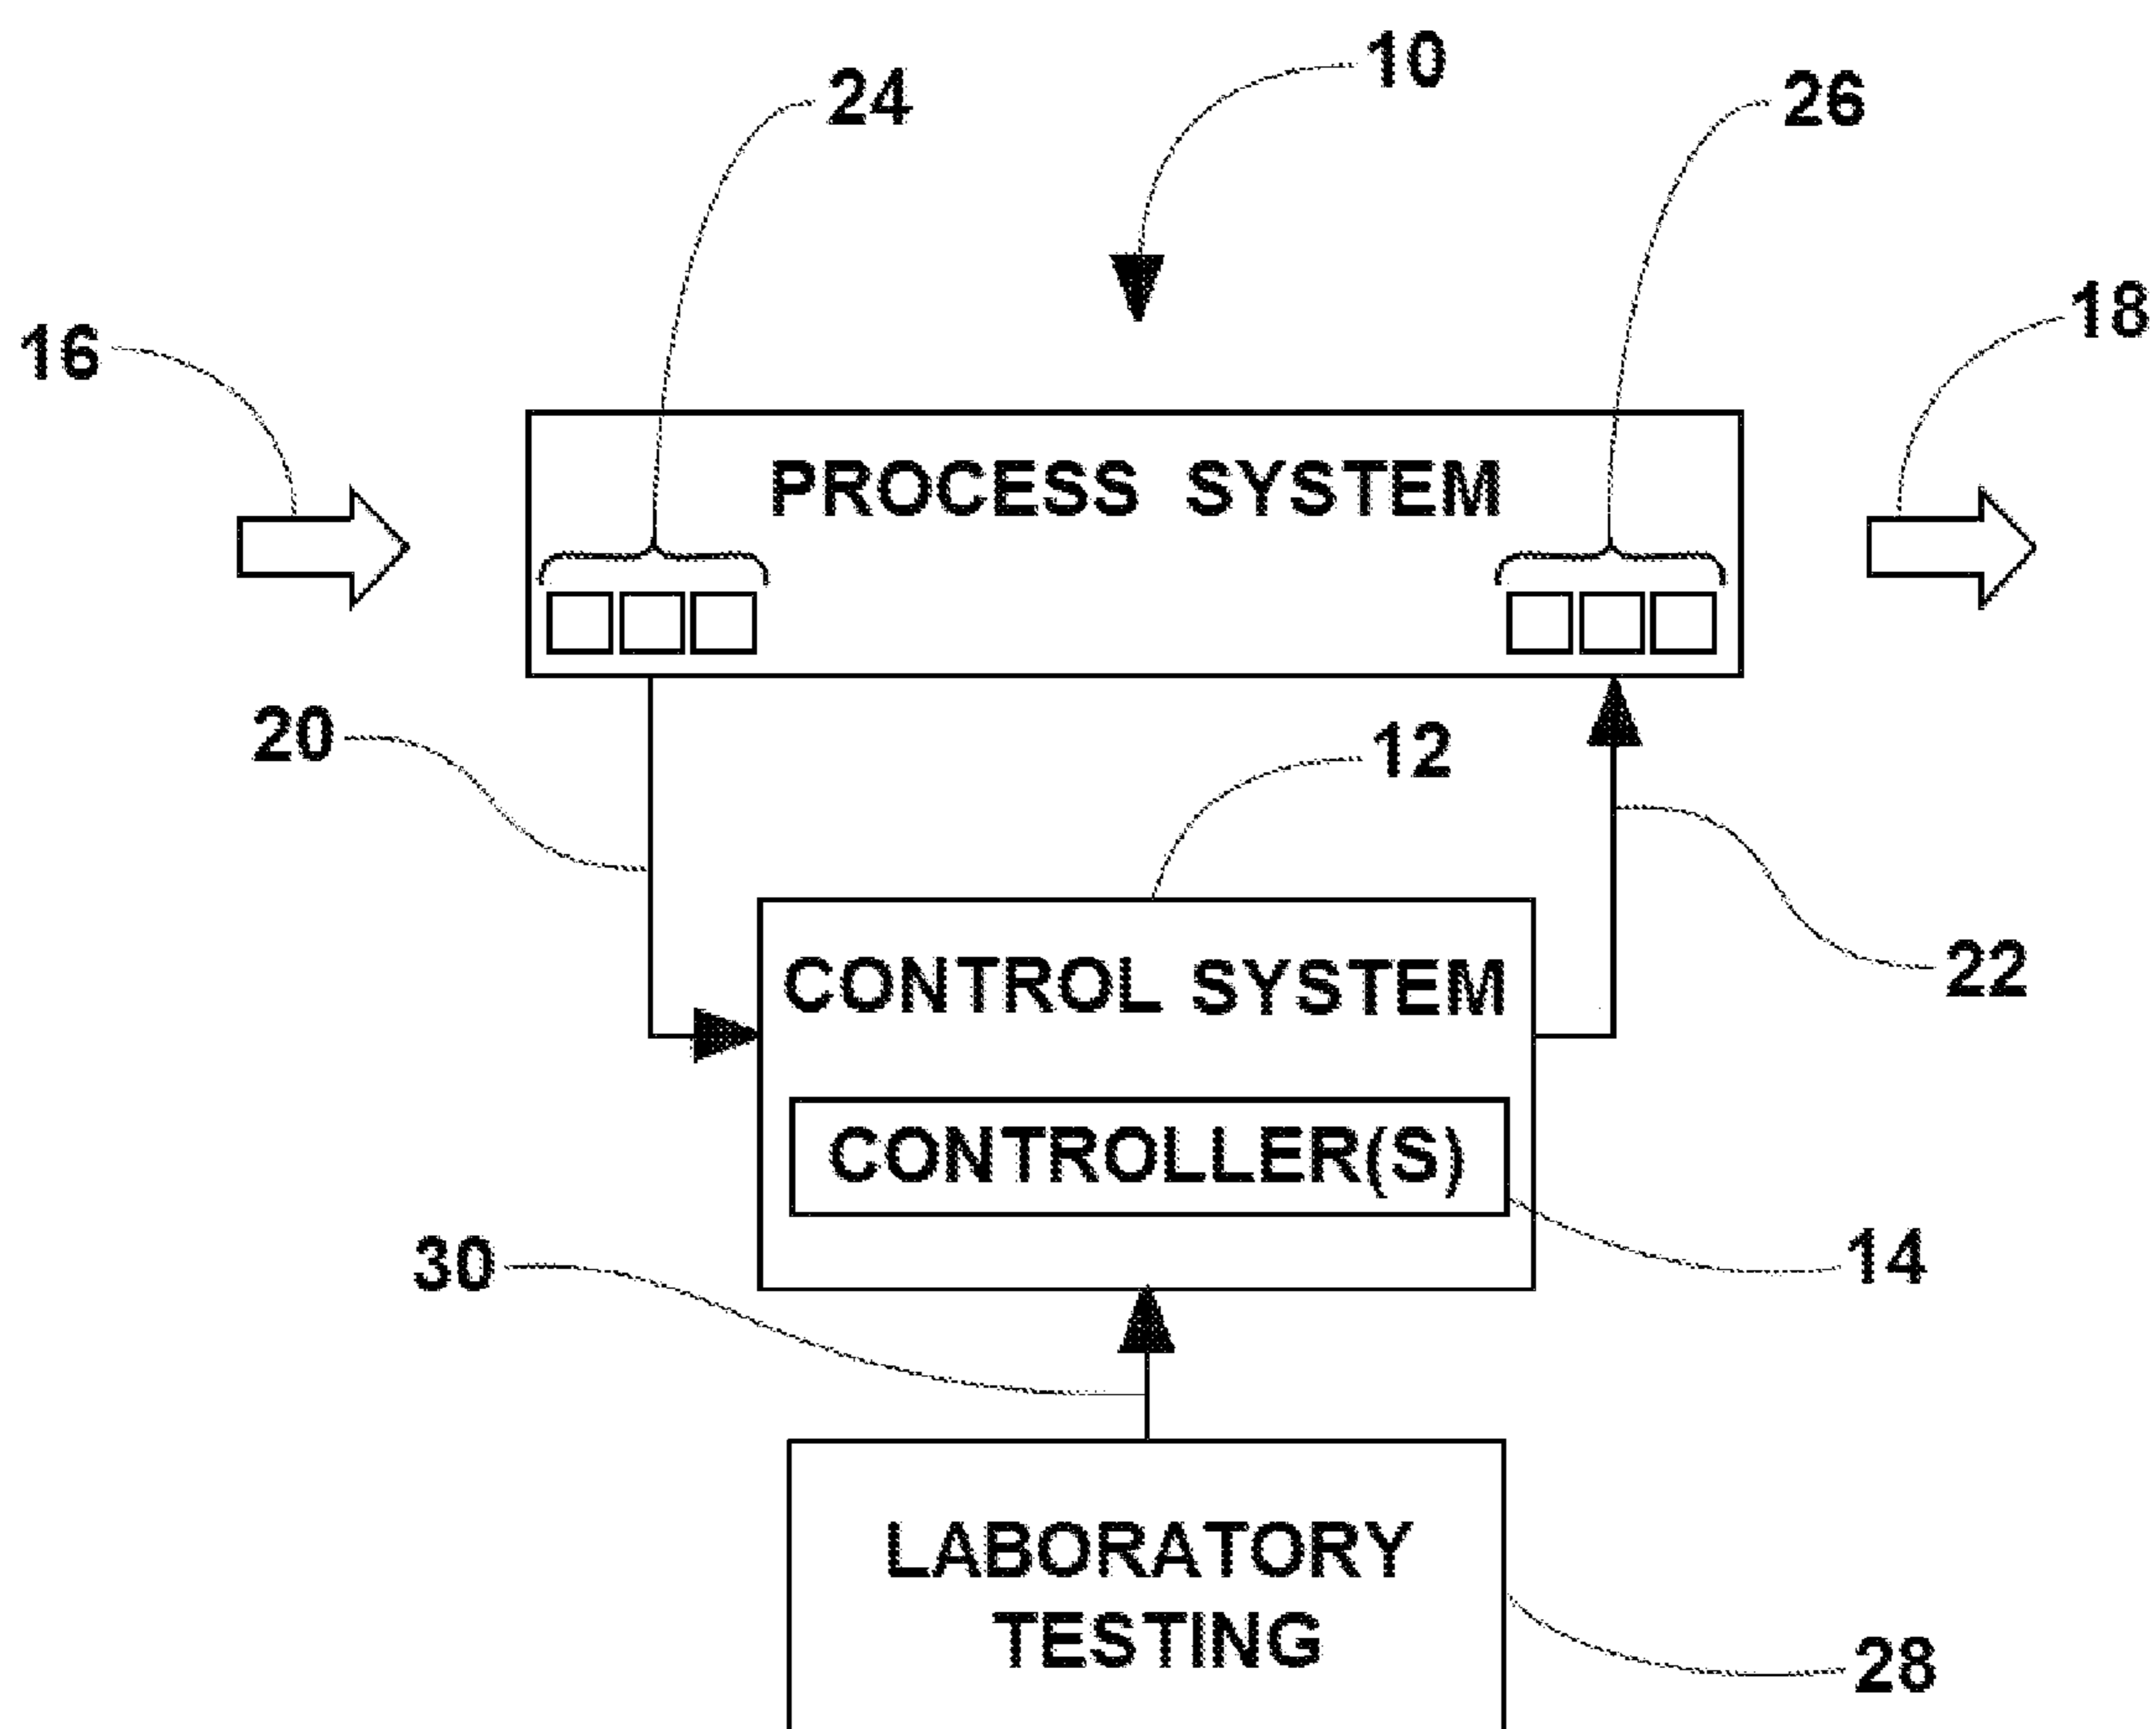 10
24
26
18
16
PROCESS SYSTEM
20
12
22
CONTROL SYSTEM
CONTROLLER(S)
30
14
LABORATORY
TESTING
28